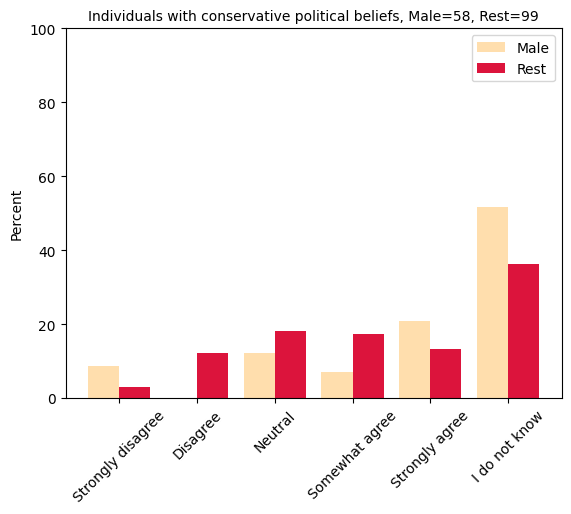 Individuals with conservative political beliefs, Male=58, Rest=99
100
80
60
40
20
0
Percent
Male
Rest
Strongly disagree
Disagree
Neutral
Somewhat agree
Strongly agree
I do not know